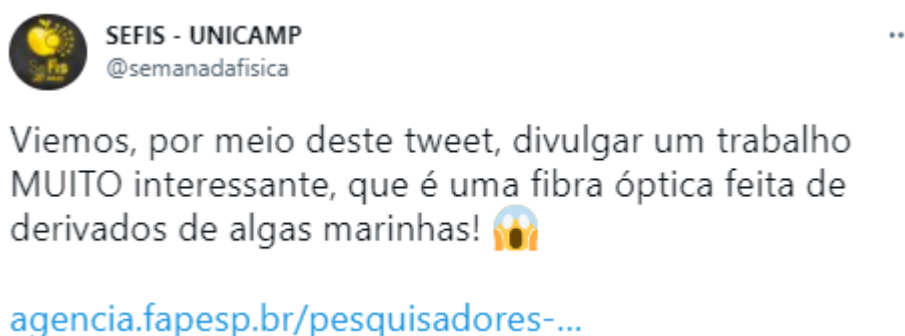 SEFIS - UNICAMP
@semanadafisica
Viemos, por meio deste tweet, divulgar um trabalho
MUITO interessante, que é uma fibra óptica feita de
derivados de algas marinhas! 😱
agencia.fapesp.br/pesquisadores-...